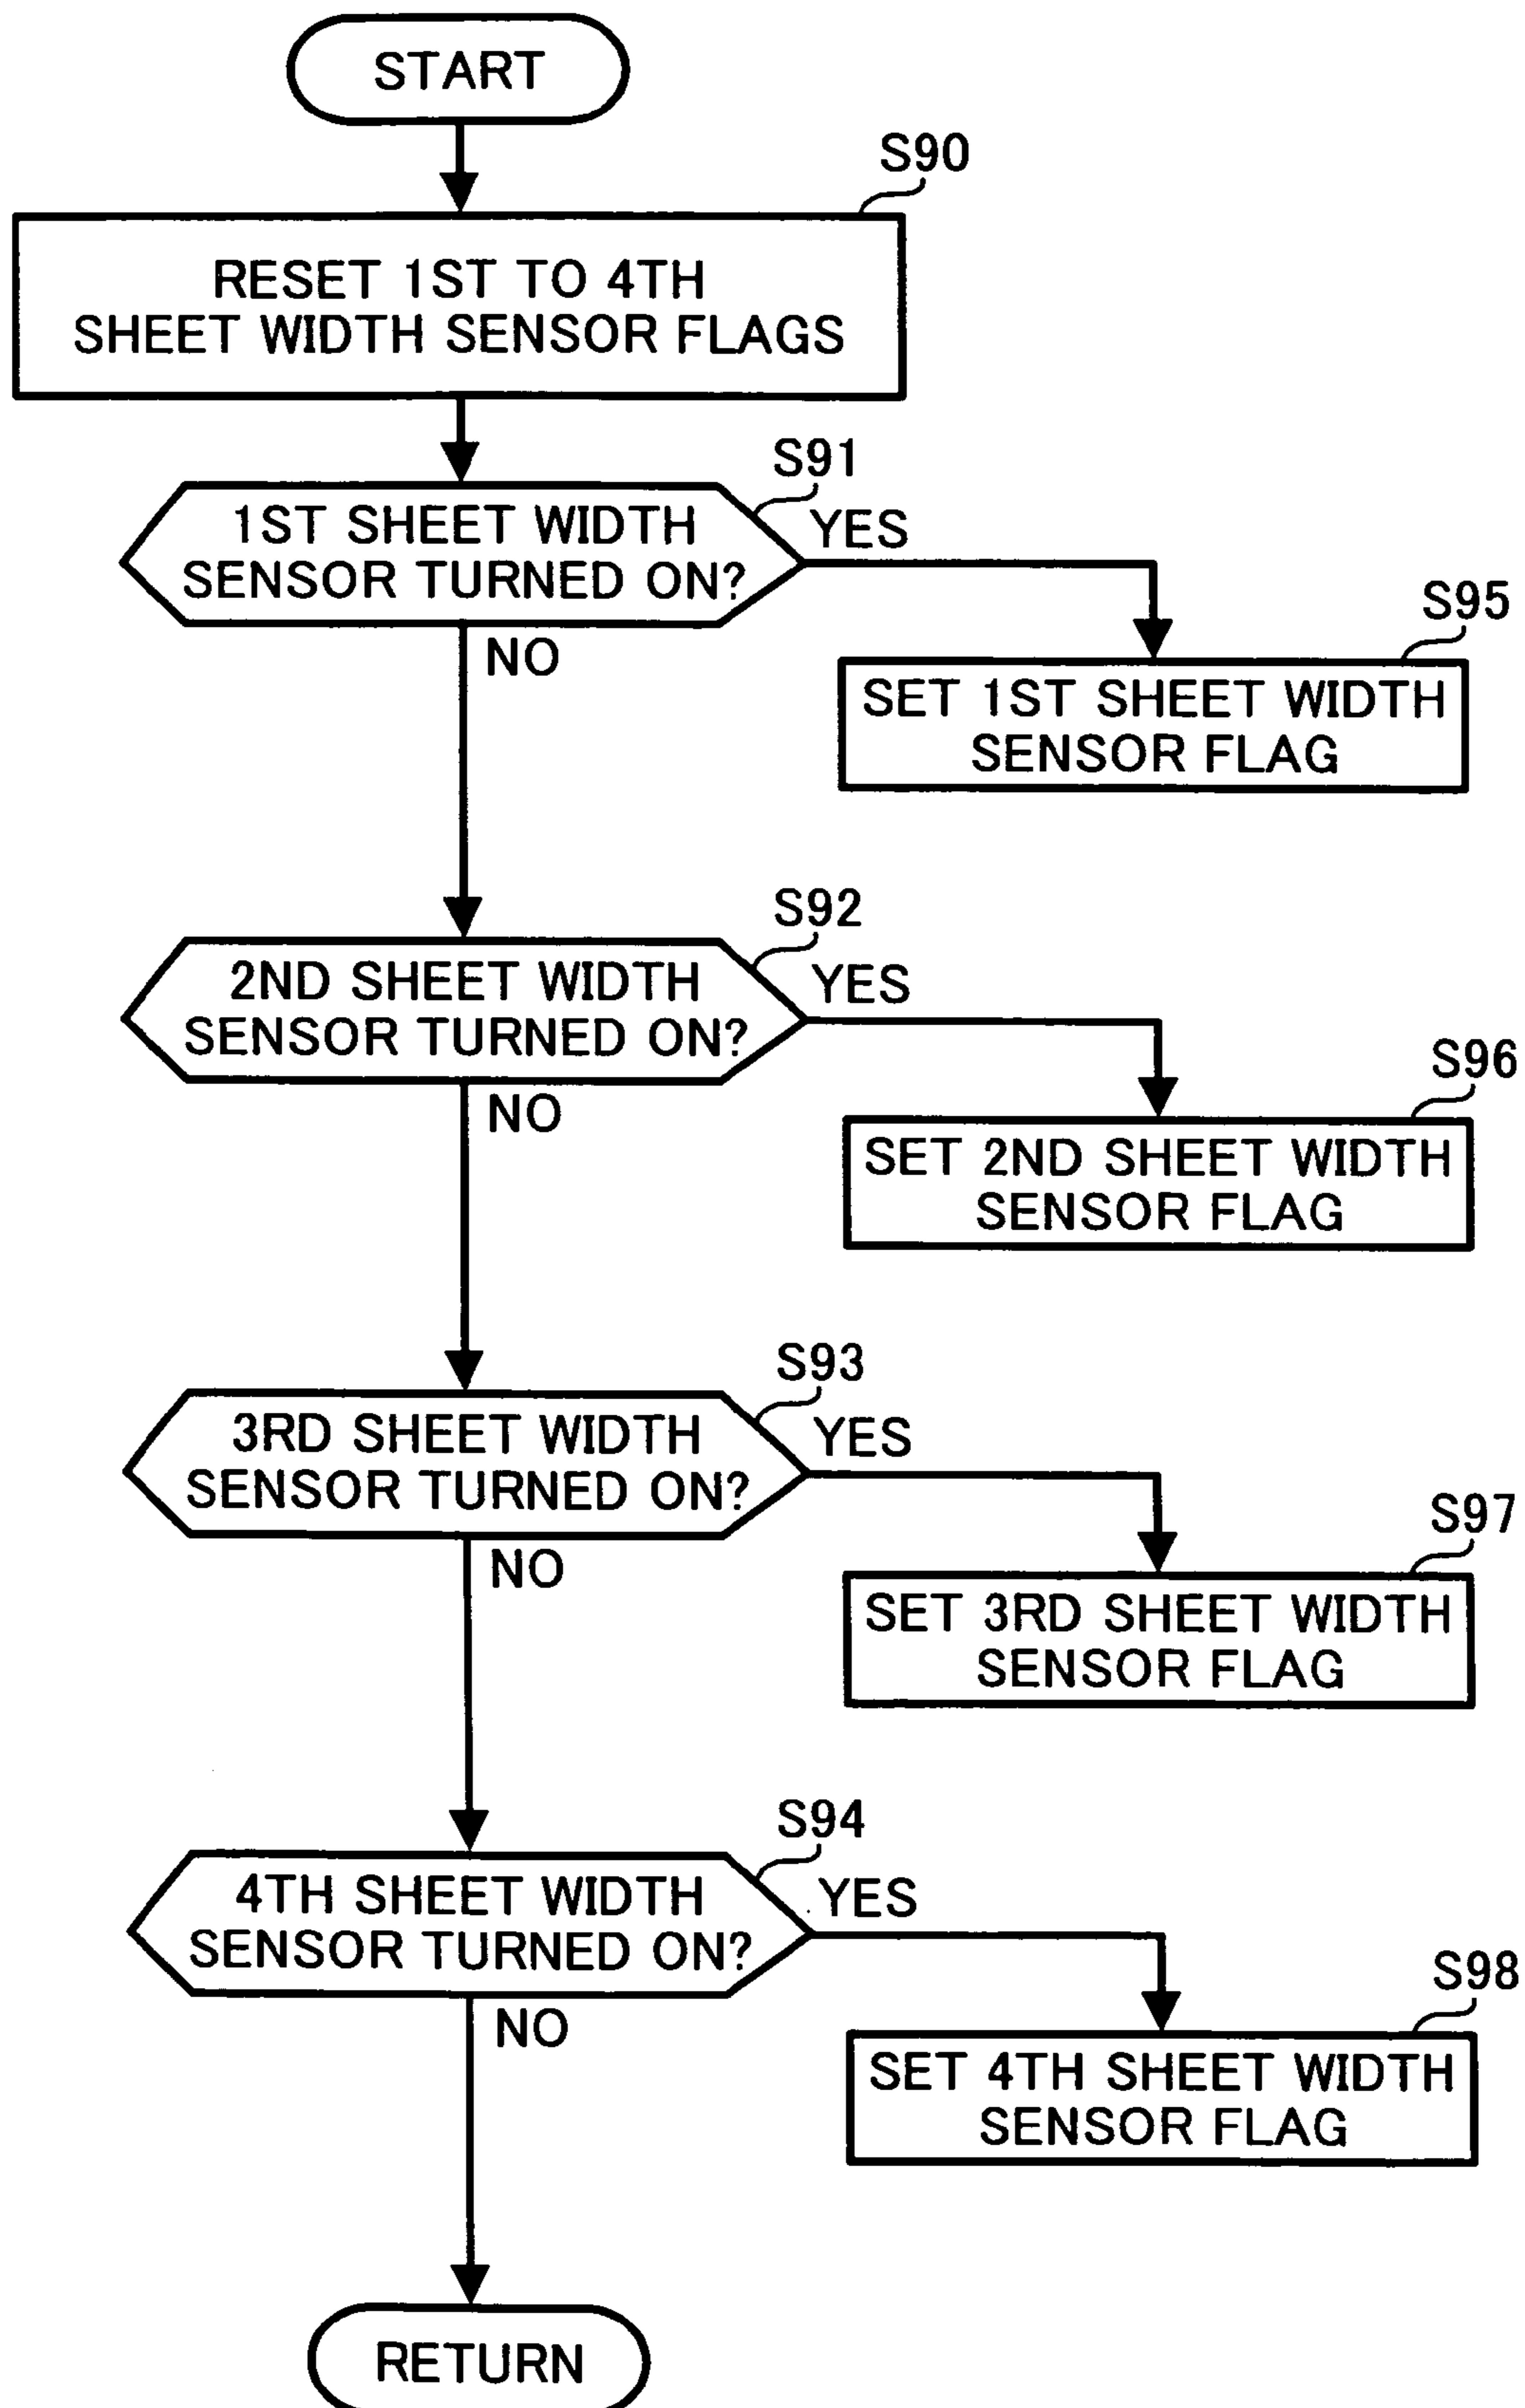 START
S90
RESET 1ST TO 4TH
SHEET WIDTH SENSOR FLAGS
S91
1ST SHEET WIDTH
SENSOR TURNED ON?
YES
NO
S95
SET 1ST SHEET WIDTH
SENSOR FLAG
S92
2ND SHEET WIDTH
SENSOR TURNED ON?
YES
NO
S96
SET 2ND SHEET WIDTH
SENSOR FLAG
S93
3RD SHEET WIDTH
SENSOR TURNED ON?
YES
NO
S97
SET 3RD SHEET WIDTH
SENSOR FLAG
S94
4TH SHEET WIDTH
SENSOR TURNED ON?
YES
NO
S98
SET 4TH SHEET WIDTH
SENSOR FLAG
RETURN